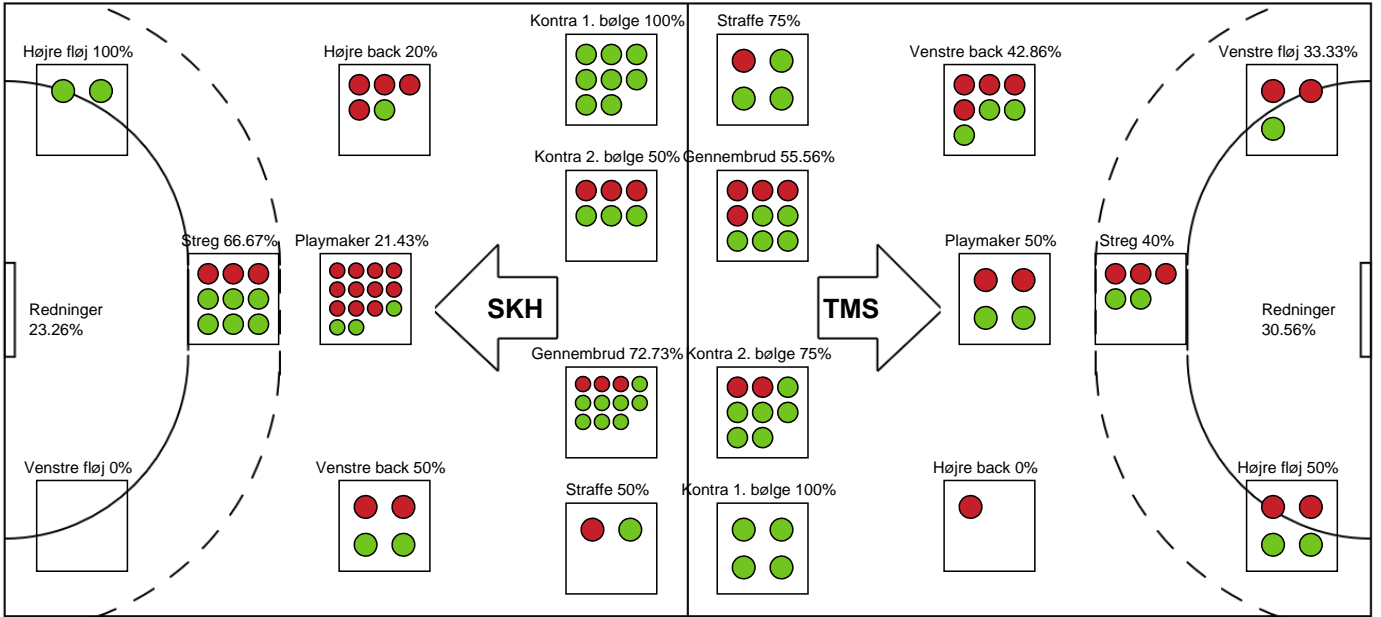 Kontra 1. bølge 100%
Straffe 75%
Højre fløj 100%
Højre back 20%
Venstre back 42.86%
Venstre fløj 33.33%
Kontra 2. bølge 50%
Gennembrud 55.56%
Streg 66.67%
Playmaker 21.43%
Playmaker 50%
Streg 40%
Redninger
23.26%
SKH
TMS
Redninger
30.56%
Gennembrud 72.73%
Kontra 2. bølge 75%
Venstre fløj 0%
Venstre back 50%
Straffe 50%
Kontra 1. bølge 100%
Højre back 0%
Højre fløj 50%